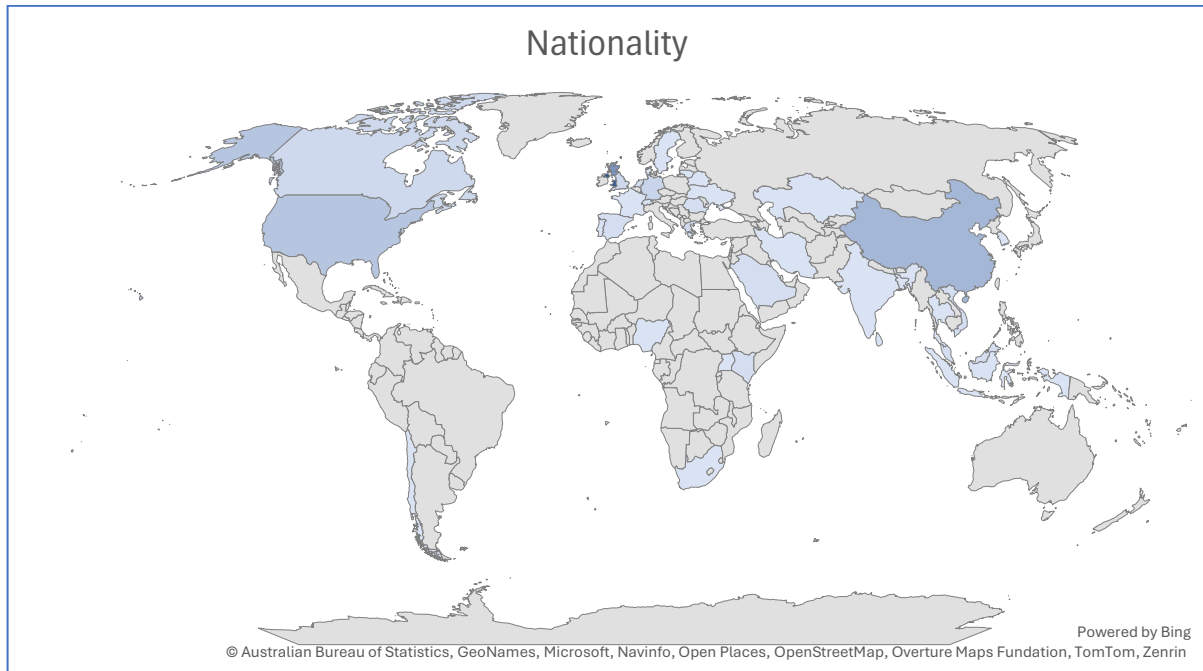 Nationality
Powered by Bing
© Australian Bureau of Statistics, GeoNames, Microsoft, Navinfo, Open Places, OpenStreetMap, Overture Maps Fundation, TomTom, Zenrin